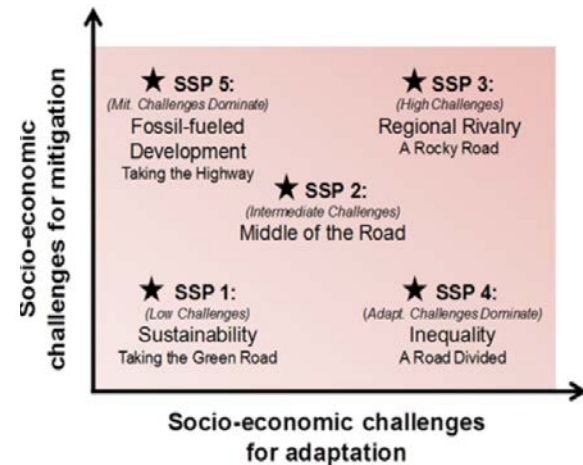 Socio-economic
challenges for mitigation
★ SSP 5:
(Mit. Challenges Dominate)
Fossil-fueled
Development
Taking the Highway
★ SSP 3:
(High Challenges)
Regional Rivalry
A Rocky Road
★ SSP 2:
(Intermediate Challenges)
Middle of the Road
★ SSP 1:
(Low Challenges)
Sustainability
Taking the Green Road
★ SSP 4:
(Adapt. Challenges Dominate)
Inequality
A Road Divided
Socio-economic challenges
for adaptation